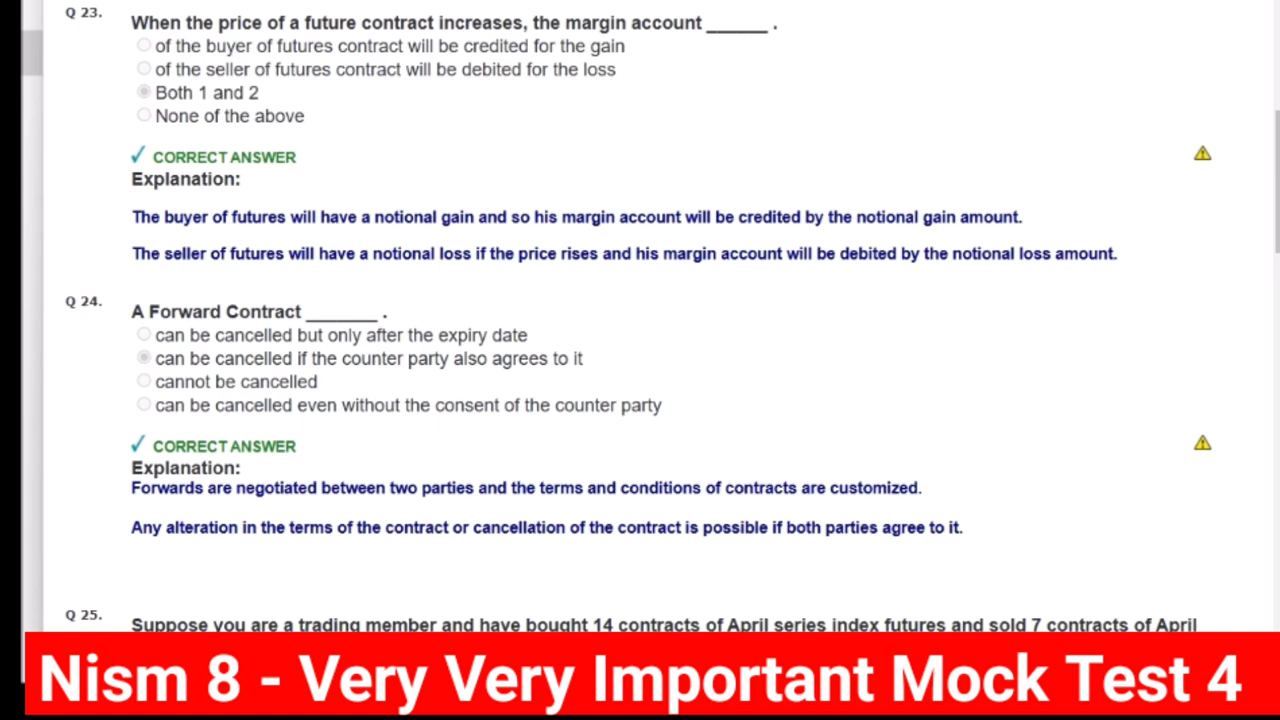 Q 23.
When the price of a future contract increases, the margin account ______ .
of the buyer of futures contract will be credited for the gain
of the seller of futures contract will be debited for the loss
Both 1 and 2
None of the above
✓ CORRECT ANSWER
Explanation:
The buyer of futures will have a notional gain and so his margin account will be credited by the notional gain amount.
The seller of futures will have a notional loss if the price rises and his margin account will be debited by the notional loss amount.
Q 24.
A Forward Contract _______ .
can be cancelled but only after the expiry date
can be cancelled if the counter party also agrees to it
cannot be cancelled
can be cancelled even without the consent of the counter party
✓ CORRECT ANSWER
Explanation:
Forwards are negotiated between two parties and the terms and conditions of contracts are customized.
Any alteration in the terms of the contract or cancellation of the contract is possible if both parties agree to it.
Q 25.
Suppose you are a trading member and have bought 14 contracts of April series index futures and sold 7 contracts of April
Nism 8 - Very Very Important Mock Test 4